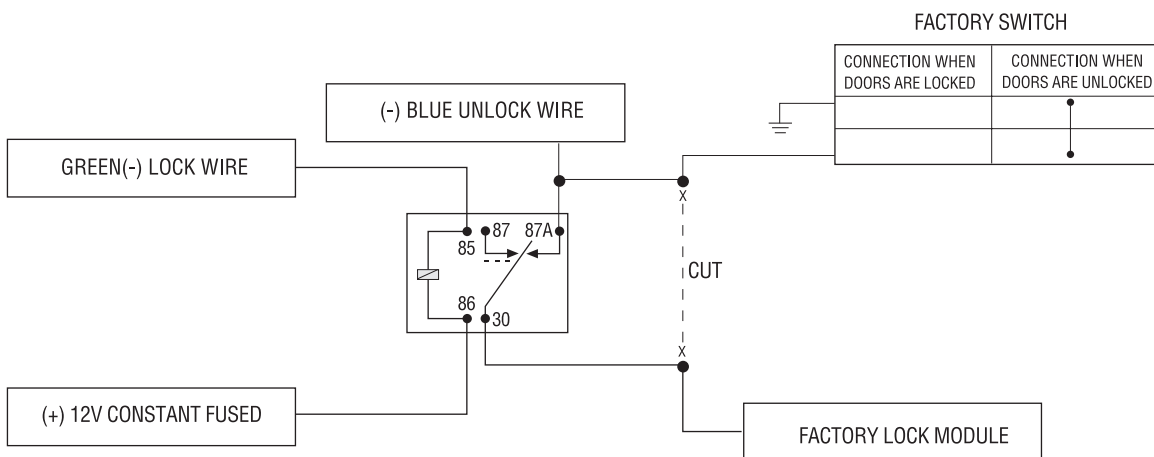 FACTORY SWITCH
CONNECTION WHEN
DOORS ARE LOCKED
CONNECTION WHEN
DOORS ARE UNLOCKED
(-) BLUE UNLOCK WIRE
GREEN(-) LOCK WIRE
X
87
87A
85
CUT
86
30
X
(+) 12V CONSTANT FUSED
FACTORY LOCK MODULE